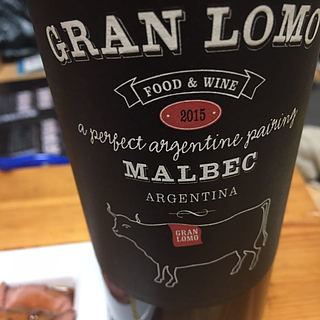 GRAN LOMO
FOOD & WINE
2015
a perfect argentine pairing
MALBEC
ARGENTINA
GRAN
LOMO